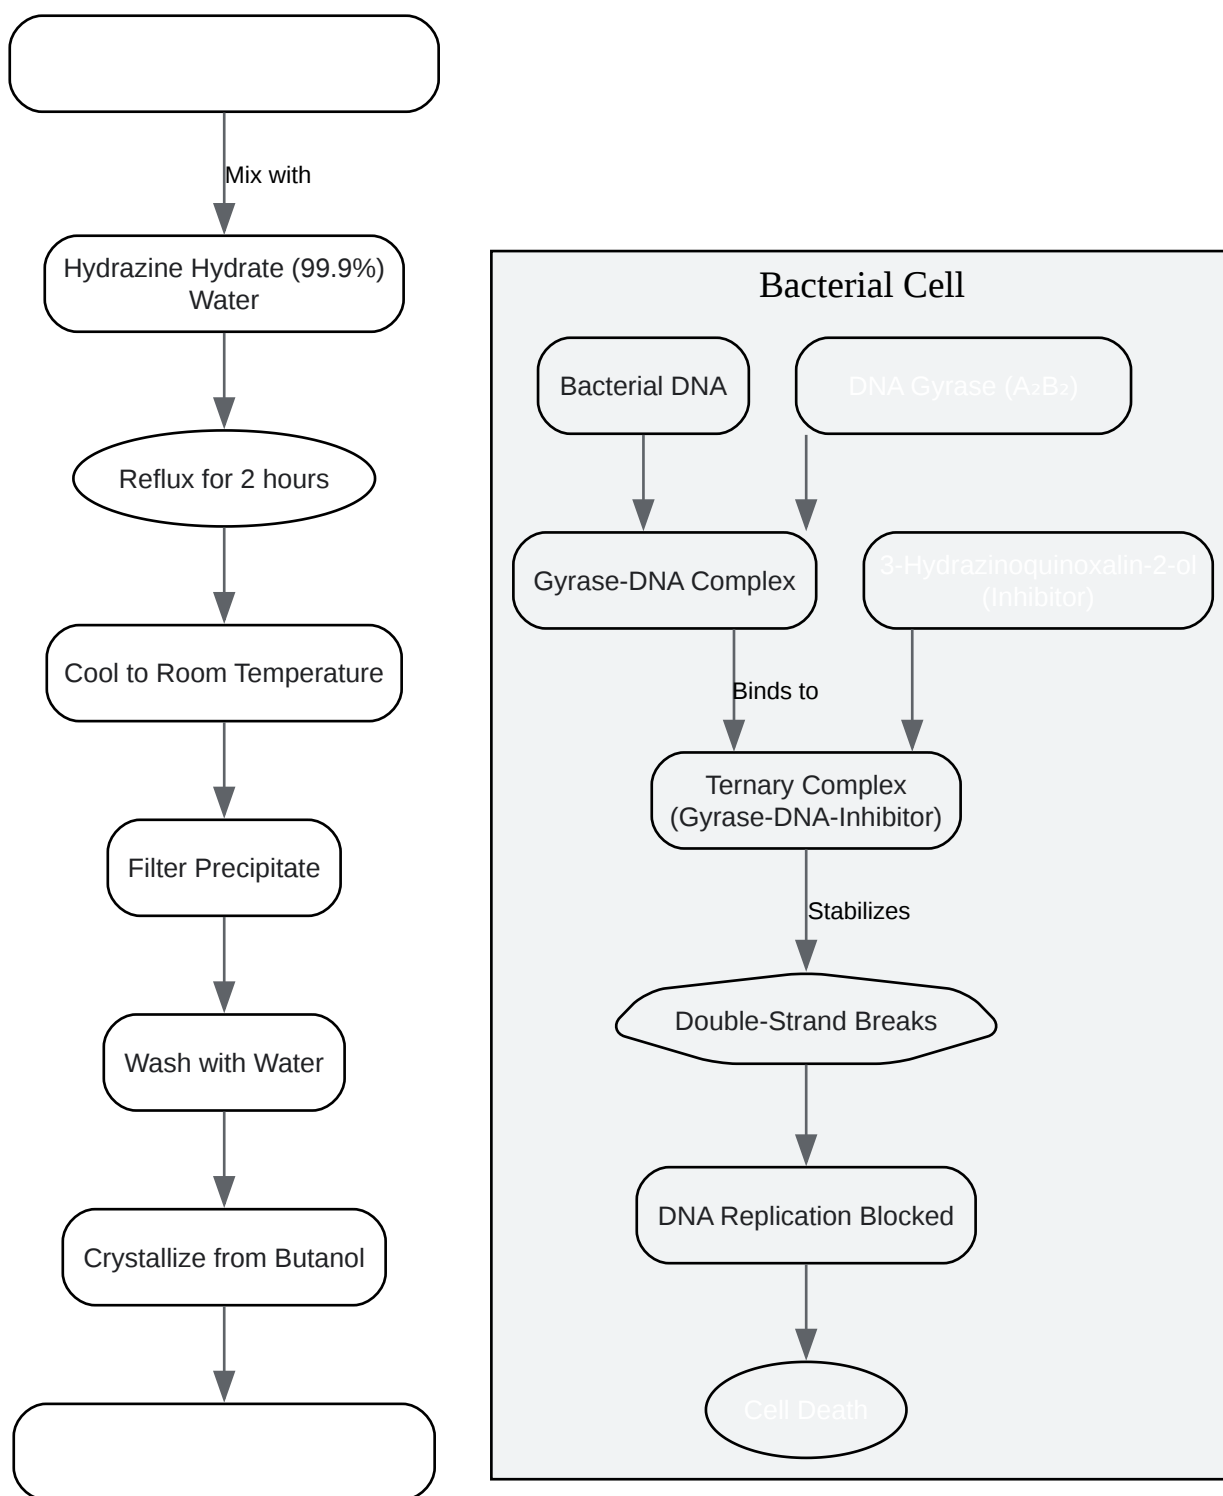 Mix with
Hydrazine Hydrate (99.9%)
Water
Reflux for 2 hours
Cool to Room Temperature
Filter Precipitate
Wash with Water
Crystallize from Butanol
Bacterial Cell
Bacterial DNA
DNA Gyrase (A₂B₂)
Gyrase-DNA Complex
3-Hydrazinoquinoxalin-2-ol
(Inhibitor)
Binds to
Ternary Complex
(Gyrase-DNA-Inhibitor)
Stabilizes
Double-Strand Breaks
DNA Replication Blocked
Cell Death